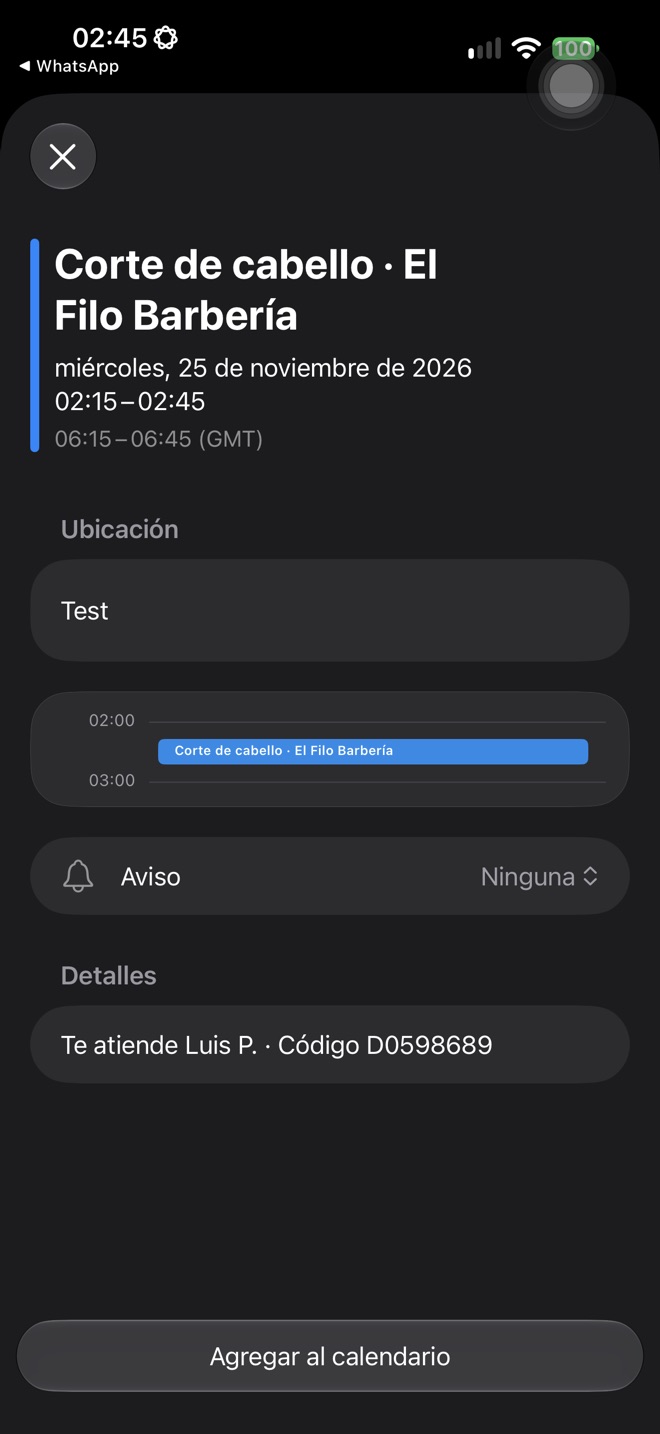 02:45
100
◀ WhatsApp
Corte de cabello · El
Filo Barbería
miércoles, 25 de noviembre de 2026
02:15–02:45
06:15–06:45 (GMT)
Ubicación
Test
02:00
Corte de cabello · El Filo Barbería
03:00
Aviso Ninguna
Detalles
Te atiende Luis P. · Código D0598689
Agregar al calendario